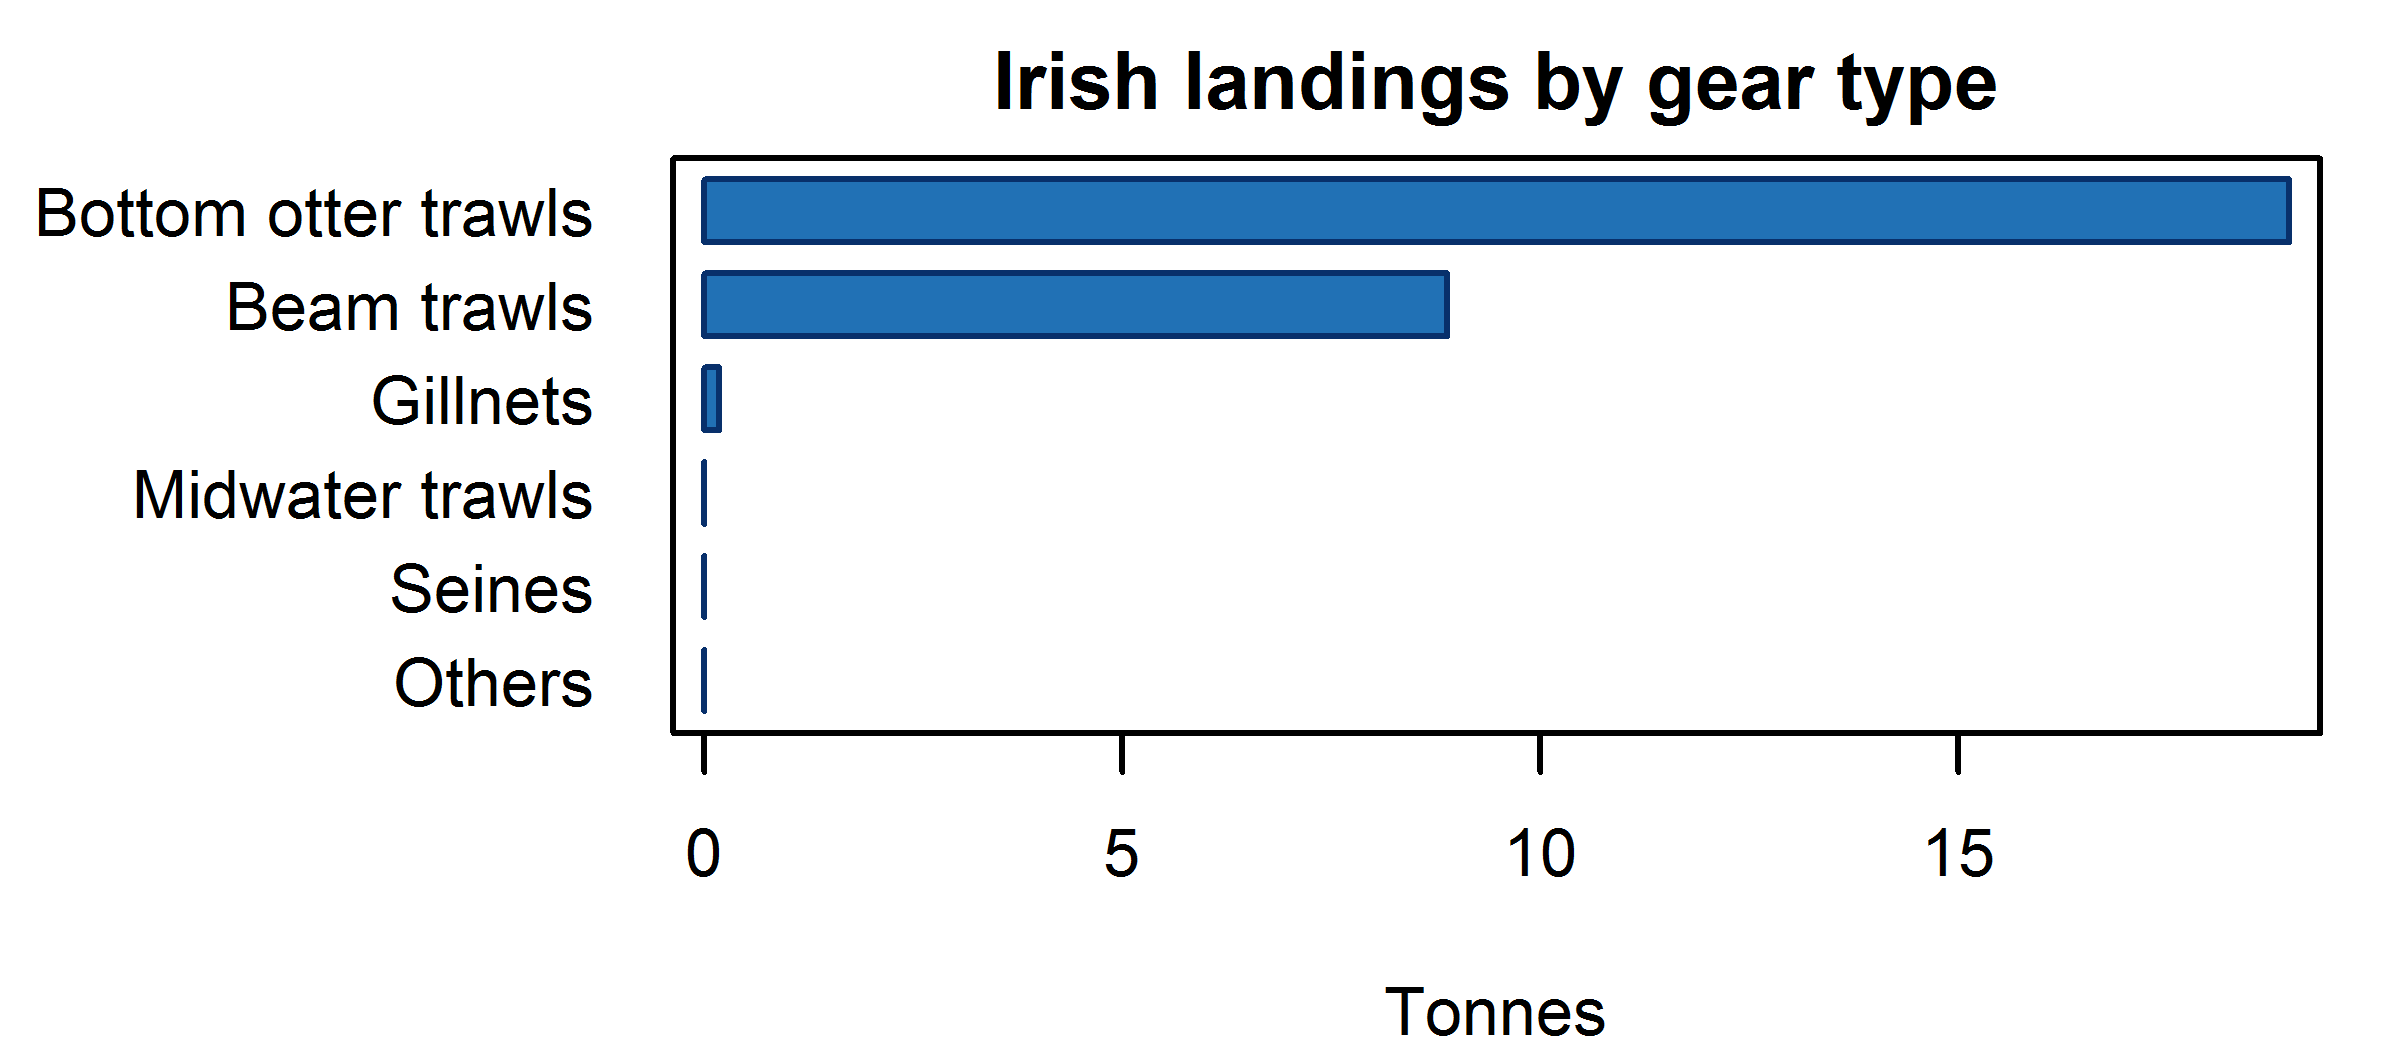 Irish landings by gear type
Bottom otter trawls
Beam trawls
Gillnets
Midwater trawls
Seines
Others
0 5 10 15
Tonnes